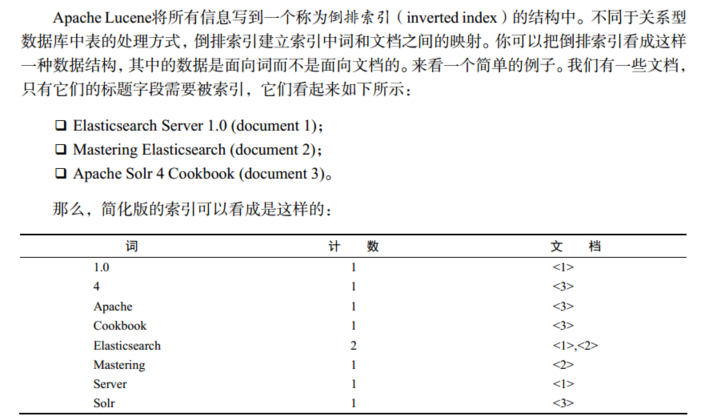 Apache Lucene将所有信息写到一个称为倒排索引（inverted index）的结构中。不同于关系型
数据库中表的处理方式，倒排索引建立索引中词和文档之间的映射。你可以把倒排索引看成这样
一种数据结构，其中的数据是面向词而不是面向文档的。来看一个简单的例子。我们有一些文档，
只有它们的标题字段需要被索引，它们看起来如下所示：
❑ Elasticsearch Server 1.0 (document 1)；
❑ Mastering Elasticsearch (document 2)；
❑ Apache Solr 4 Cookbook (document 3)。
那么，简化版的索引可以看成是这样的：
词 计 数 文 档
1.0 1 <1>
4 1 <3>
Apache 1 <3>
Cookbook 1 <3>
Elasticsearch 2 <1>,<2>
Mastering 1 <2>
Server 1 <1>
Solr 1 <3>